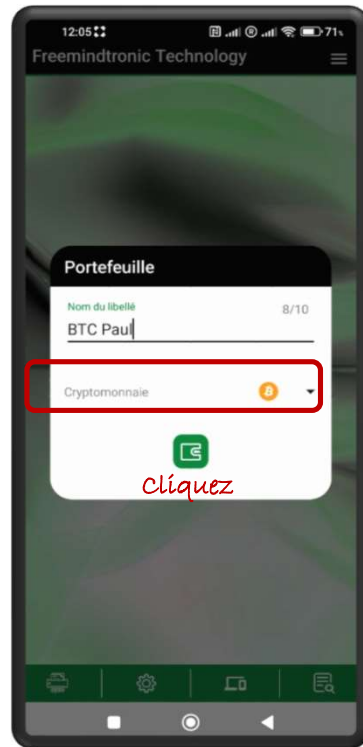 12:05 71%
Freemindtronic Technology
Portefeuille
Nom du libellé 8/10
BTC Paul
Cryptomonnaie
Cliquez